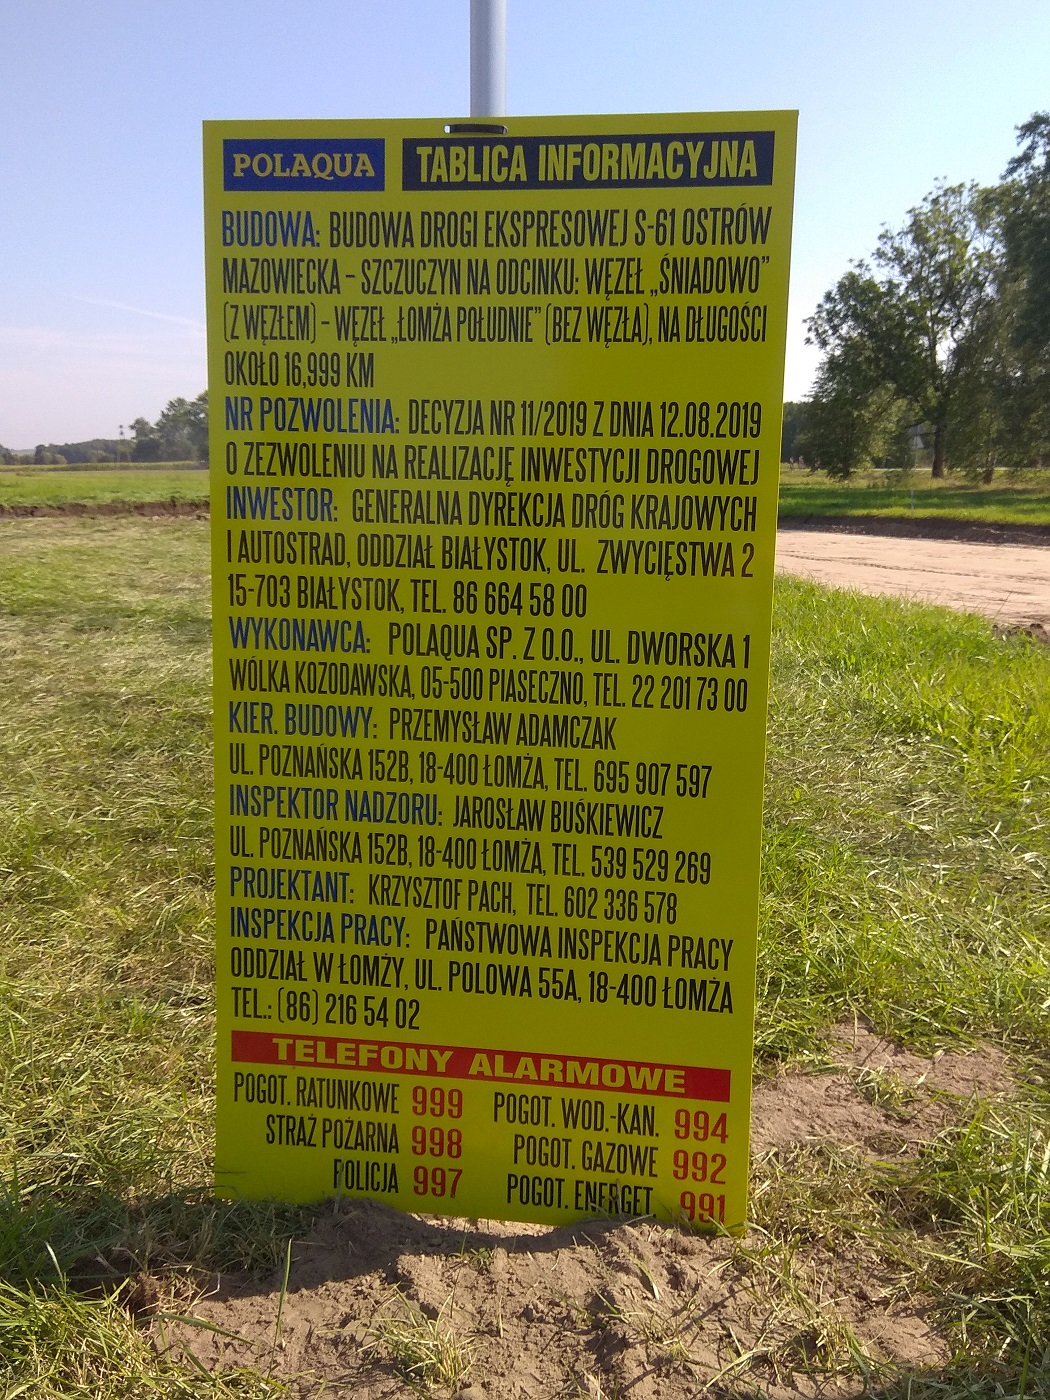 POLAQUA TABLICA INFORMACYJNA
BUDOWA: BUDOWA DROGI EKSPRESOWEJ S-61 OSTRÓW
MAZOWIECKA – SZCZUCZYN NA ODCINKU: WĘZEŁ „ŚNIADOWO”
(Z WĘZŁEM) – WĘZEŁ „ŁOMŻA POŁUDNIE” (BEZ WĘZŁA), NA DŁUGOŚCI
OKOŁO 16,999 KM
NR POZWOLENIA: DECYZJA NR 11/2019 Z DNIA 12.08.2019
O ZEZWOLENIU NA REALIZACJĘ INWESTYCJI DROGOWEJ
INWESTOR: GENERALNA DYREKCJA DRÓG KRAJOWYCH
I AUTOSTRAD, ODDZIAŁ BIAŁYSTOK, UL. ZWYCIĘSTWA 2
15-703 BIAŁYSTOK, TEL. 86 664 58 00
WYKONAWCA: POLAQUA SP. Z O.O., UL. DWORSKA 1
WÓLKA KOZODAWSKA, 05-500 PIASECZNO, TEL. 22 201 73 00
KIER. BUDOWY: PRZEMYSŁAW ADAMCZAK
UL. POZNAŃSKA 152B, 18-400 ŁOMŻA, TEL. 695 907 597
INSPEKTOR NADZORU: JAROSŁAW BUŚKIEWICZ
UL. POZNAŃSKA 152B, 18-400 ŁOMŻA, TEL. 539 529 269
PROJEKTANT: KRZYSZTOF PACH, TEL. 602 336 578
INSPEKCJA PRACY: PAŃSTWOWA INSPEKCJA PRACY
ODDZIAŁ W ŁOMŻY, UL. POLOWA 55A, 18-400 ŁOMŻA
TEL.: (86) 216 54 02
TELEFONY ALARMOWE
POGOT. RATUNKOWE 999 POGOT. WOD.-KAN. 994
STRAŻ POŻARNA 998 POGOT. GAZOWE 992
POLICJA 997 POGOT. ENERGET. 991